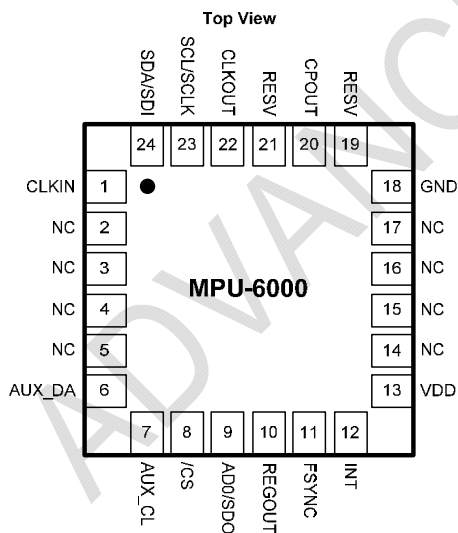 Top View
SDA/SDI
SCL/SCLK
CLKOUT
RESV
CPOUT
RESV
24 23 22 21 20 19
CLKIN 1 18 GND
NC 2 17 NC
NC 3 16 NC
MPU-6000
NC 4 15 NC
NC 5 14 NC
AUX_DA 6 13 VDD
7 8 9 10 11 12
AUX_CL
/CS
AD0/SDO
REGOUT
FSYNC
INT
ADVANC